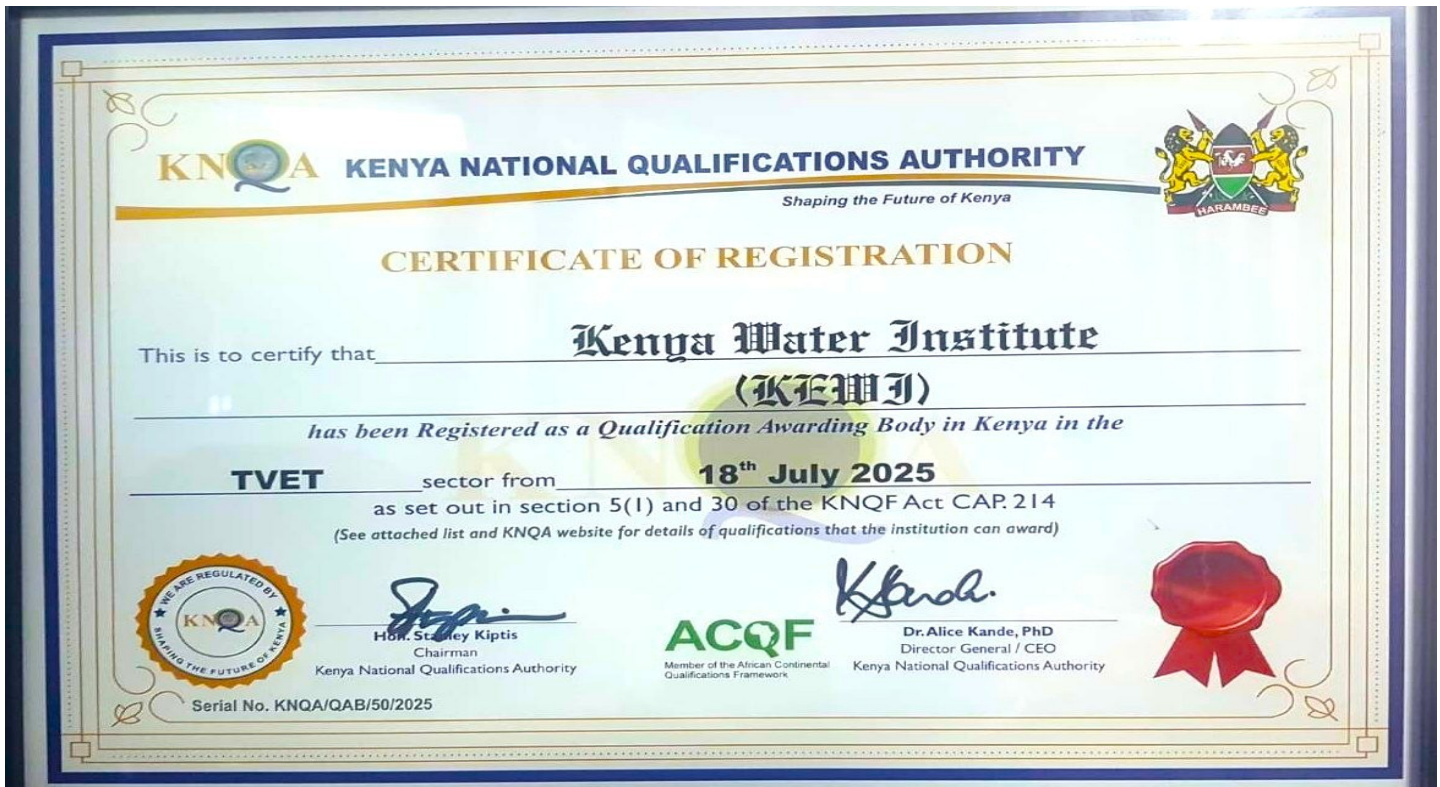 KNQA KENYA NATIONAL QUALIFICATIONS AUTHORITY
Shaping the Future of Kenya
HARAMBEE
CERTIFICATE OF REGISTRATION
This is to certify that Kenya Water Institute
(KEWI)
has been Registered as a Qualification Awarding Body in Kenya in the
TVET sector from 18th July 2025
as set out in section 5(1) and 30 of the KNQF Act CAP. 214
(See attached list and KNQA website for details of qualifications that the institution can award)
WE ARE REGULATED BY
KNQA
SHAPING THE FUTURE OF KENYA
Hon. Stanley Kiptis
Chairman
Kenya National Qualifications Authority
ACQF
Member of the African Continental
Qualifications Framework
Dr. Alice Kande, PhD
Director General / CEO
Kenya National Qualifications Authority
Serial No. KNQA/QAB/50/2025